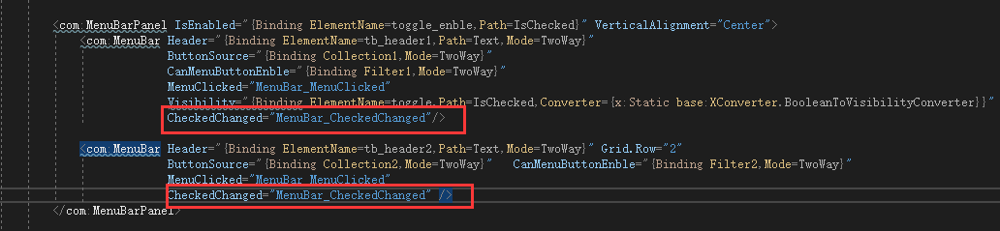 <com:MenuBarPanel IsEnabled="{Binding ElementName=toggle_enble,Path=IsChecked}" VerticalAlignment="Center">
<com:MenuBar Header="{Binding ElementName=tb_header1,Path=Text,Mode=TwoWay}"
ButtonSource="{Binding Collection1,Mode=TwoWay}"
CanMenuButtonEnble="{Binding Filter1,Mode=TwoWay}"
MenuClicked="MenuBar_MenuClicked"
Visibility="{Binding ElementName=toggle,Path=IsChecked,Converter={x:Static base:XConverter.BooleanToVisibilityConverter}}"
CheckedChanged="MenuBar_CheckedChanged"/>
<com:MenuBar Header="{Binding ElementName=tb_header2,Path=Text,Mode=TwoWay}" Grid.Row="2"
ButtonSource="{Binding Collection2,Mode=TwoWay}" CanMenuButtonEnble="{Binding Filter2,Mode=TwoWay}"
MenuClicked="MenuBar_MenuClicked"
CheckedChanged="MenuBar_CheckedChanged" />
</com:MenuBarPanel>